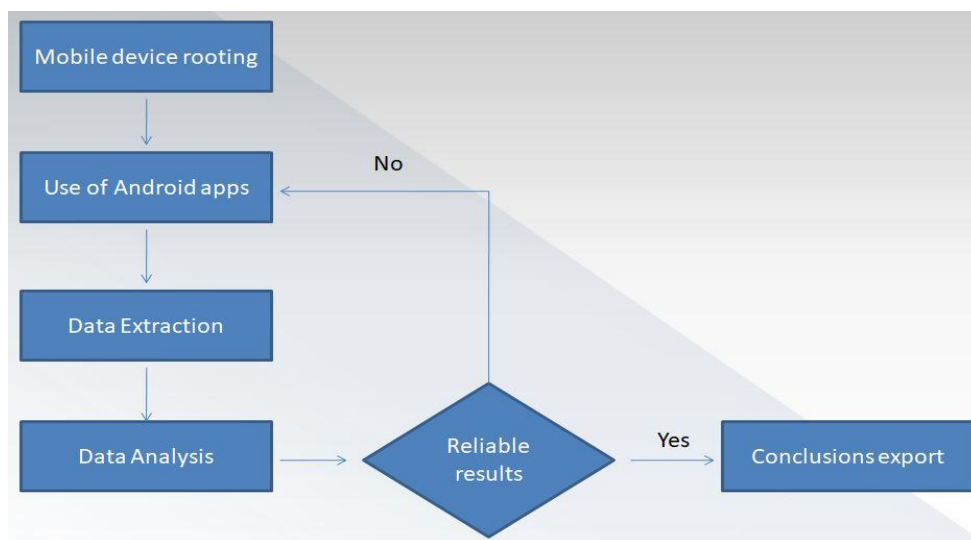 Mobile device rooting
Use of Android apps
No
Data Extraction
Data Analysis
Reliable
results
Yes
Conclusions export